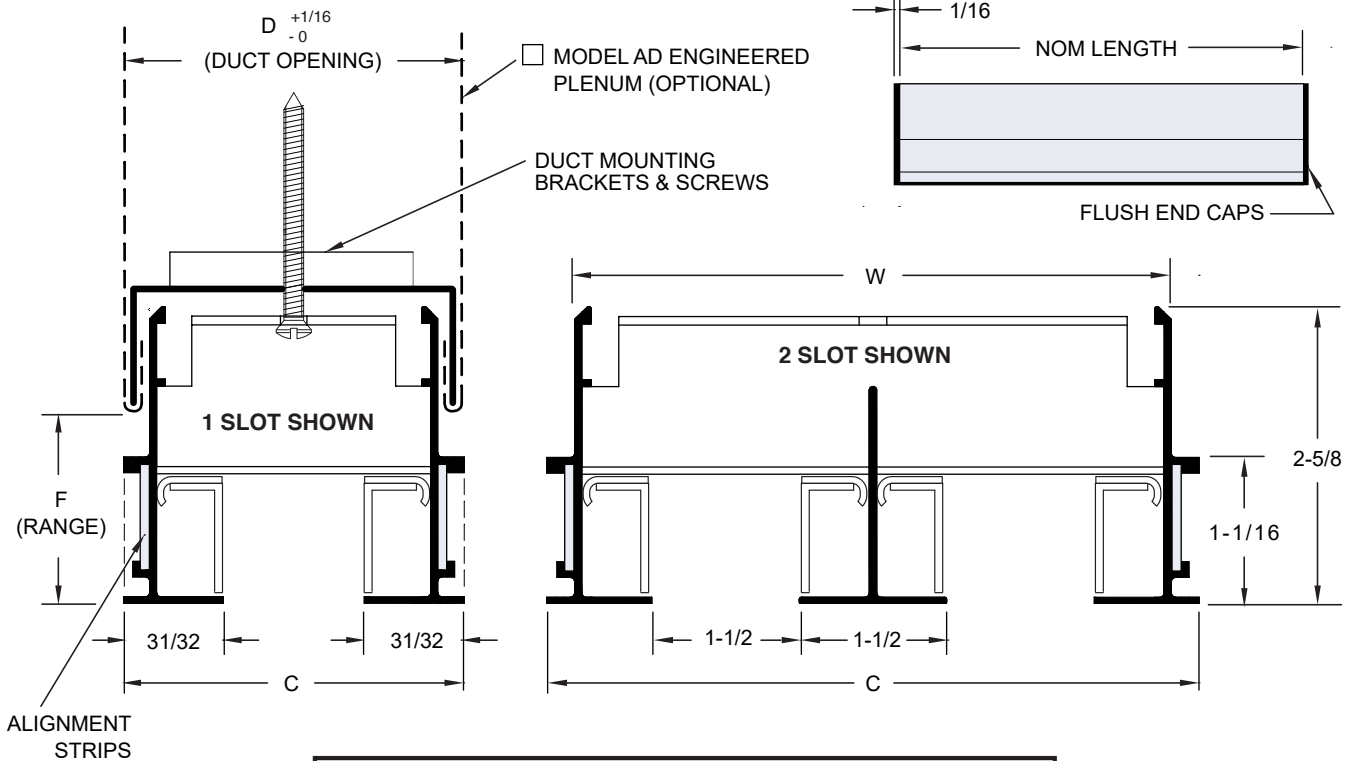 D +1/16
- 0
(DUCT OPENING)
MODEL AD ENGINEERED
PLENUM (OPTIONAL)
1/16
NOM LENGTH
DUCT MOUNTING
BRACKETS & SCREWS
FLUSH END CAPS
W
2 SLOT SHOWN
1 SLOT SHOWN
2-5/8
F
(RANGE)
1-1/16
31/32
31/32
1-1/2
1-1/2
C
C
ALIGNMENT
STRIPS